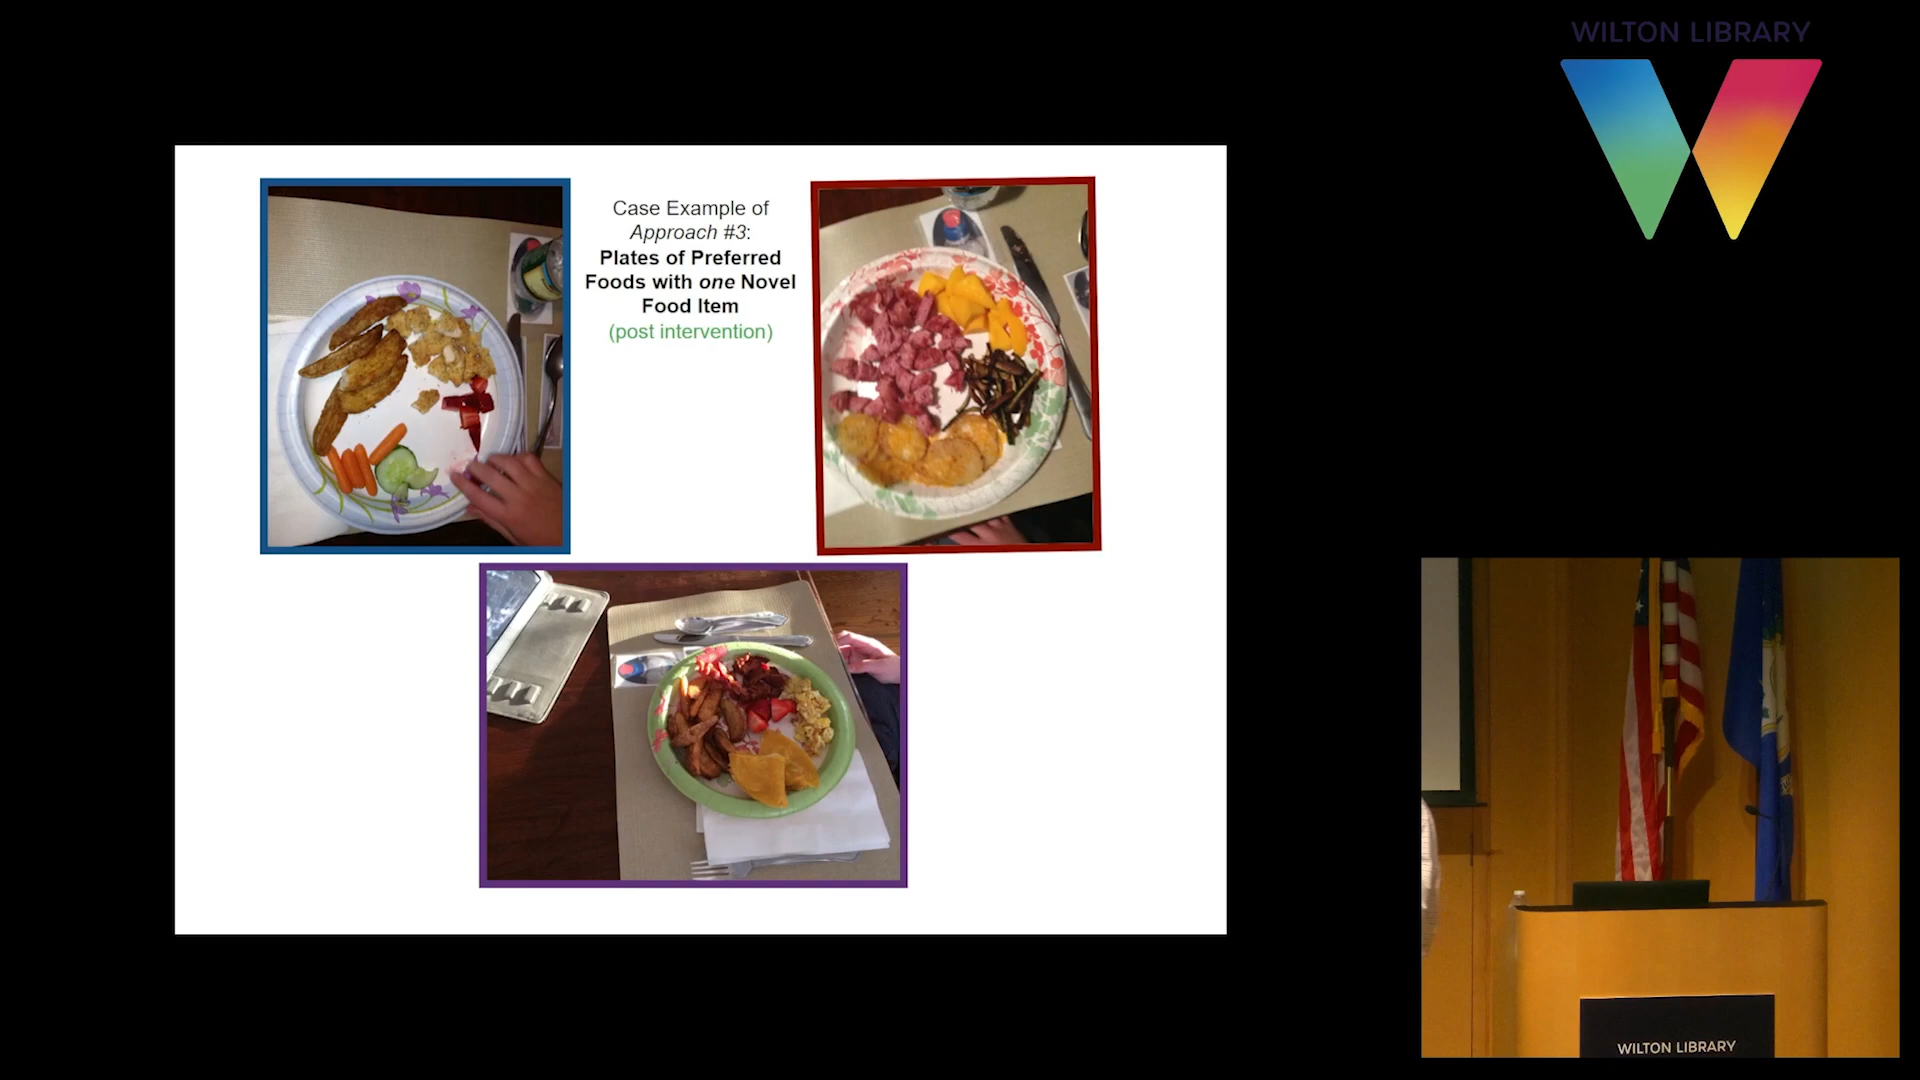 WILTON LIBRARY
Case Example of
Approach #3:
Plates of Preferred
Foods with one Novel
Food Item
(post intervention)
WILTON LIBRARY